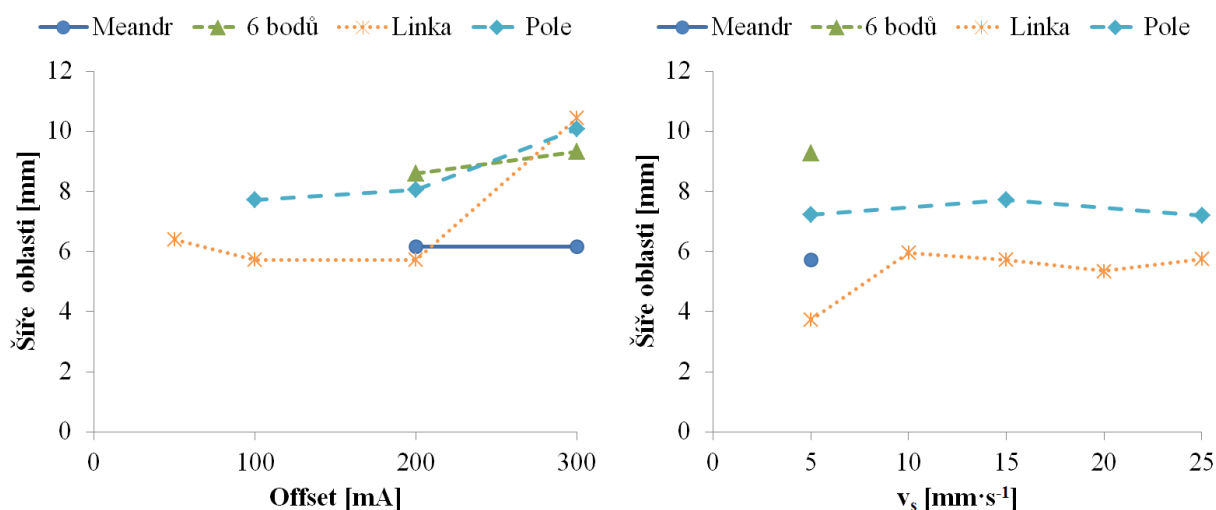 Meandr 6 bodů Linka Pole
12
10
8
6
4
2
0
0 100 200 300
Šíře oblasti [mm]
Offset [mA]
Meandr 6 bodů Linka Pole
12
10
8
6
4
2
0
0 5 10 15 20 25
Šíře oblasti [mm]
vₛ [mm·s⁻¹]